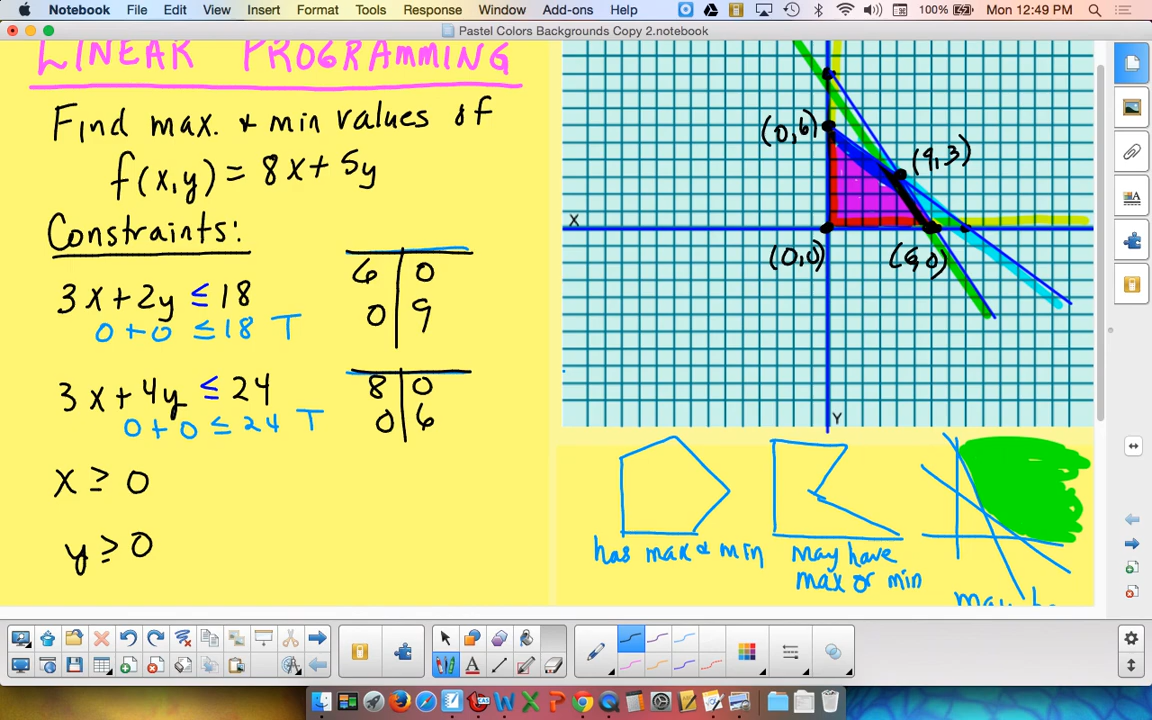 Notebook File Edit View Insert Format Tools Response Window Add-ons Help 100% Mon 12:49 PM
Pastel Colors Backgrounds Copy 2.notebook
LINEAR PROGRAMMING
Find max. + min values of
f(x,y) = 8x + 5y
Constraints:
3x + 2y ≤ 18
0 + 0 ≤ 18 T
6 0
0 9
3x + 4y ≤ 24
0 + 0 ≤ 24 T
8 0
0 6
x ≥ 0
y ≥ 0
(0,6)
(9,3)
X
(0,0) (6,0)
Y
has max & min
may have
max or min